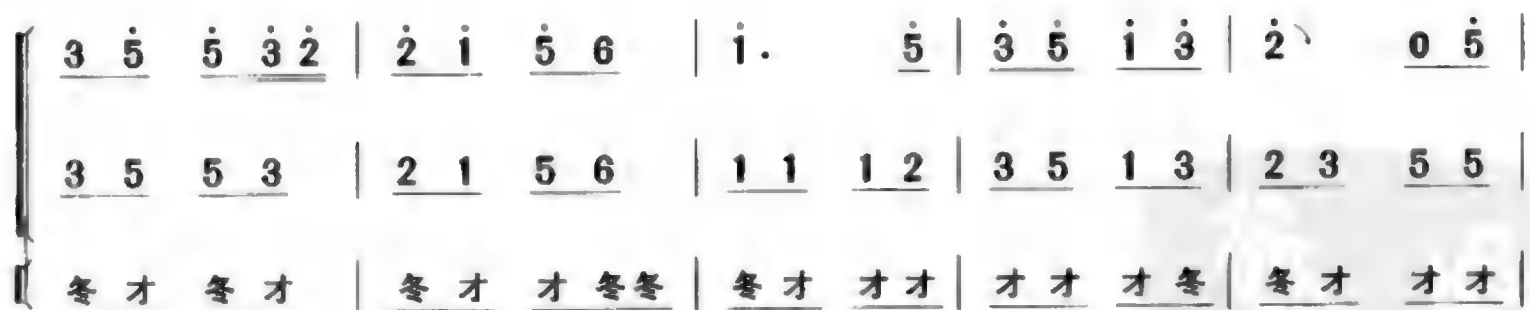 3 5̇ 5̇ 3̇ 2̇ | 2̇ 1̇ 5̇ 6 | 1̇. 5̇ | 3̇ 5̇ 1̇ 3̇ | 2̇ 0 5̇ |
3 5 5 3 | 2 1 5 6 | 1 1 1 2 | 3 5 1 3 | 2 3 5 5 |
冬 才 冬 才 | 冬 才 才 冬冬 | 冬 才 才 才 | 才 才 才 冬 | 冬 才 才 才 |